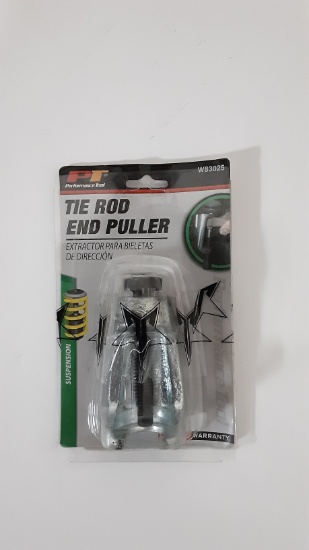 PT
W83025
Performance Tool
TIE ROD
END PULLER
EXTRACTOR PARA BIELETAS
DE DIRECCIÓN
SUSPENSION
WARRANTY